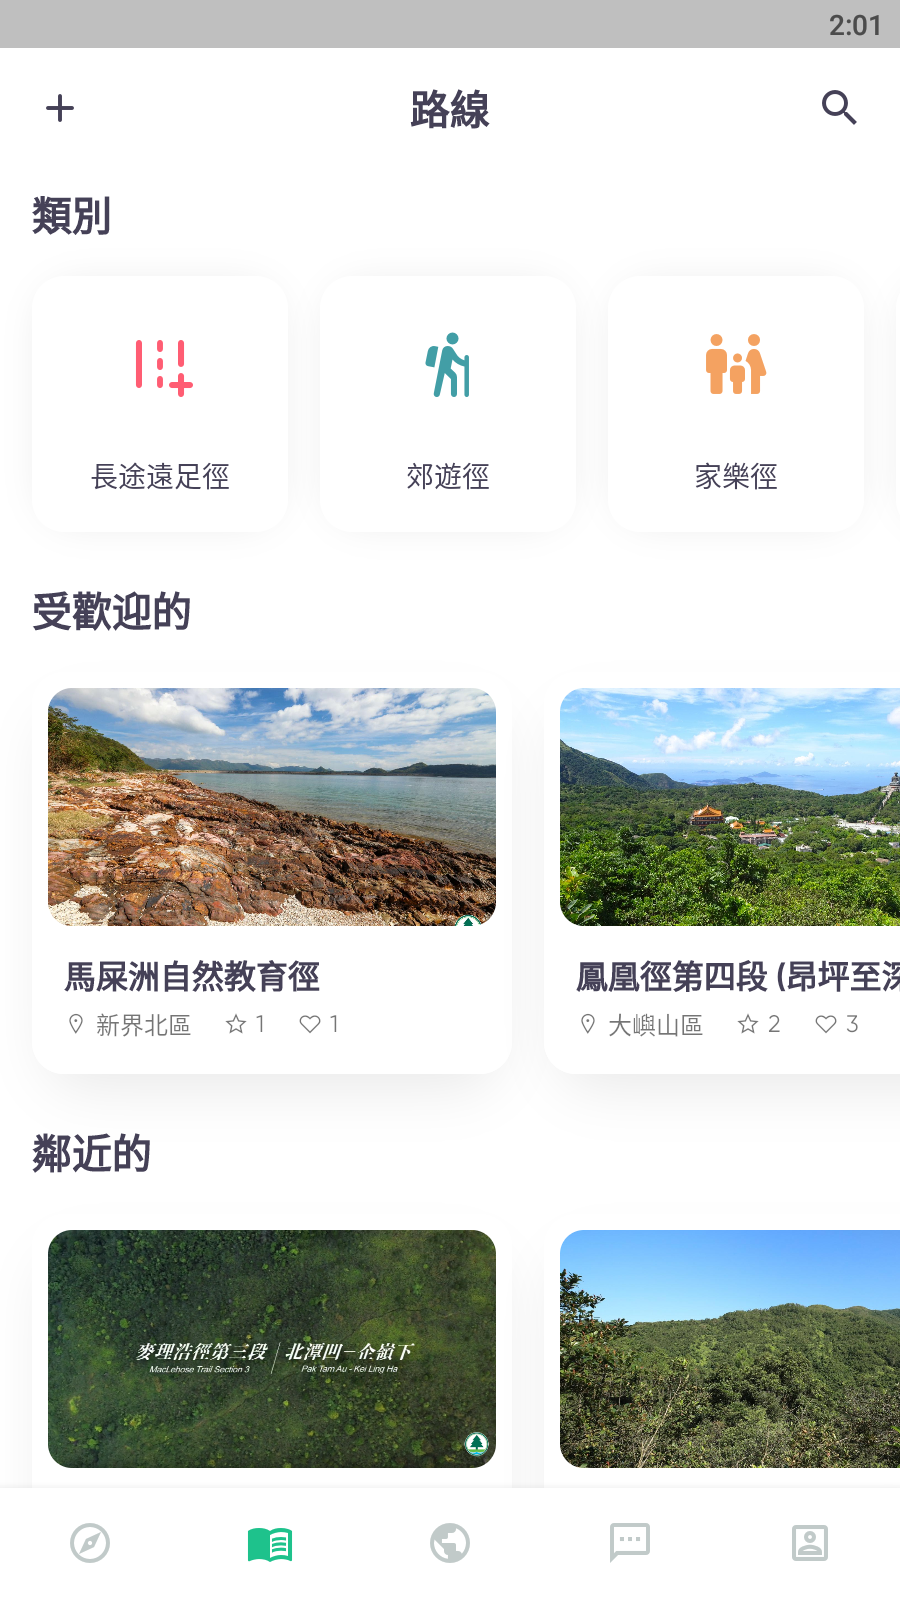 2:01
路線
類別
長途遠足徑
郊遊徑
家樂徑
受歡迎的
馬屎洲自然教育徑
新界北區 1 1
鳳凰徑第四段 (昂坪至深
大嶼山區 2 3
鄰近的
麥理浩徑第三段 北潭凹－企嶺下
MacLehose Trail Section 3 Pak Tam Au - Kei Ling Ha